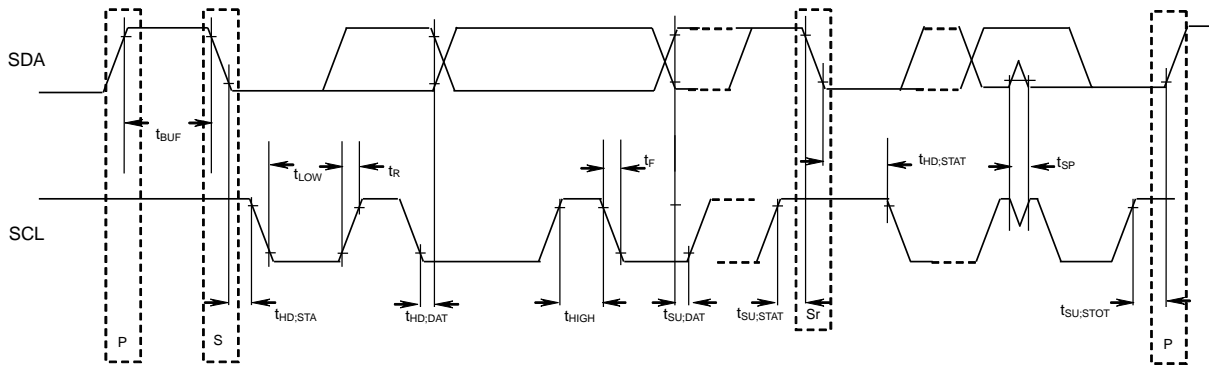 SDA
tBUF
tLOW
tR
tF
tHD;STAT
tSP
SCL
tHD;STA
tHD;DAT
tHIGH
tSU;DAT
tSU;STAT
Sr
tSU;STOT
P
S
P